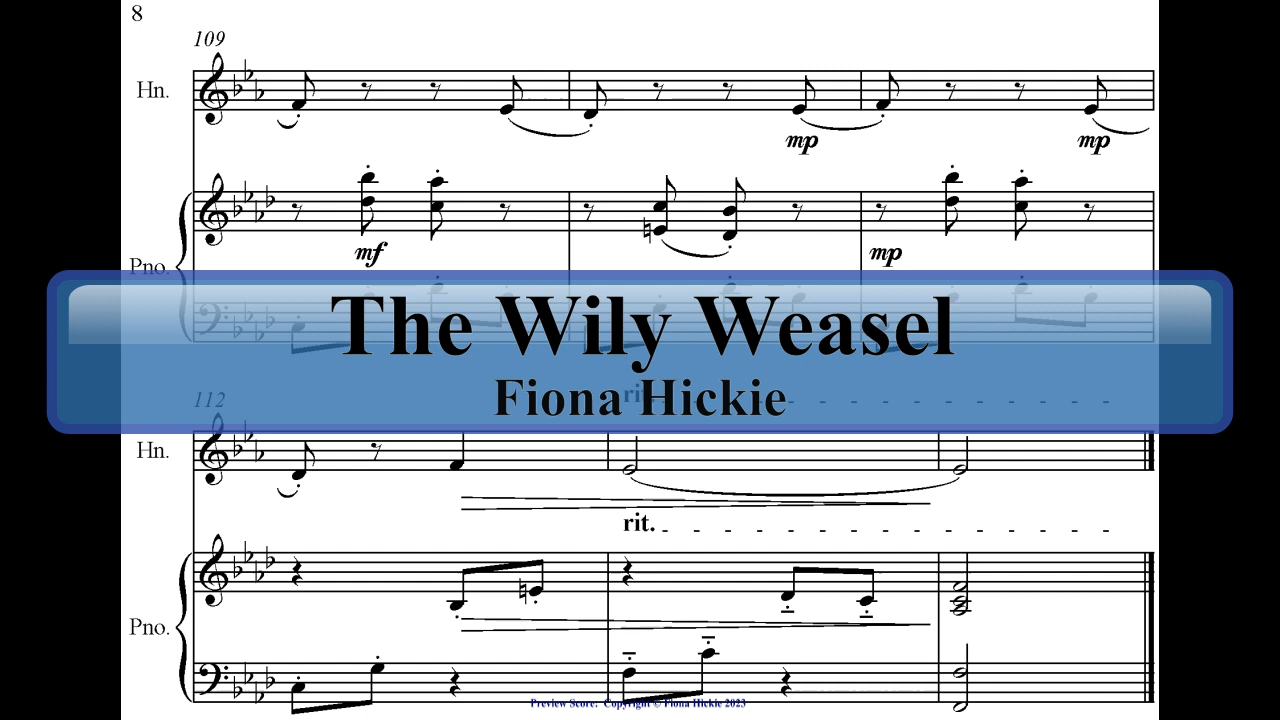 8
109
Hn.
mp
mp
mf
mp
Pno.
The Wily Weasel
Fiona Hickie
rit.
112
Hn.
rit.
Pno.
Preview Score: Copyright © Fiona Hickie 2023